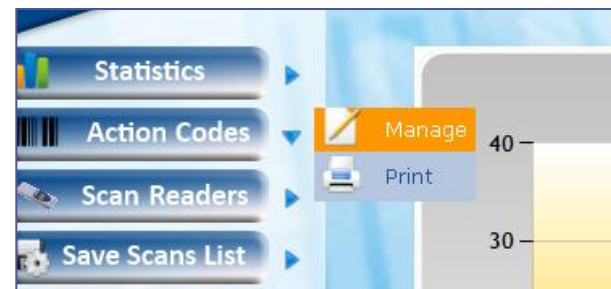 Statistics
Action Codes
Scan Readers
Save Scans List
Manage
Print
40
30